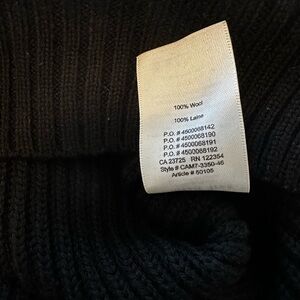 100% Wool
100% Laine
P.O. # 4500068142
P.O. # 4500068190
P.O. # 4500068191
P.O. # 4500068192
CA 23725 RN 122354
Style # CAM7-3350-46
Article # 50105